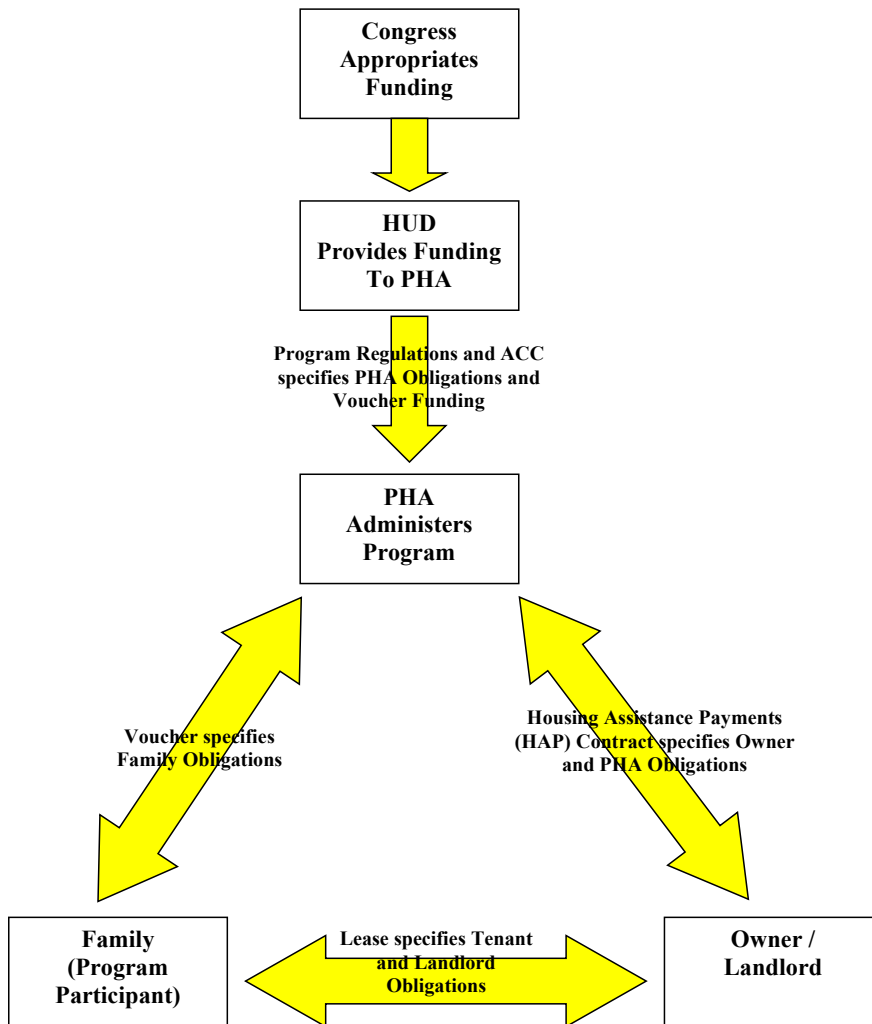 Congress
Appropriates
Funding
HUD
Provides Funding
To PHA
Program Regulations and ACC
specifies PHA Obligations and
Voucher Funding
PHA
Administers
Program
Voucher specifies
Family Obligations
Housing Assistance Payments
(HAP) Contract specifies Owner
and PHA Obligations
Family
(Program
Participant)
Lease specifies Tenant
and Landlord
Obligations
Owner /
Landlord